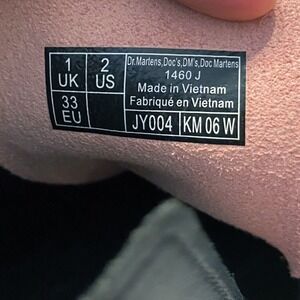 1 UK 2 US
33 EU
Dr.Martens,Doc's,DM's,Doc Martens
1460 J
Made in Vietnam
Fabriqué en Vietnam
JY004 KM 06 W